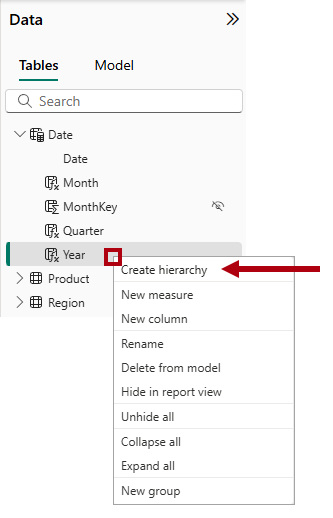 Data
Tables Model
Search
Date
Date
Month
MonthKey
Quarter
Year
Product
Region
Create hierarchy
New measure
New column
Rename
Delete from model
Hide in report view
Unhide all
Collapse all
Expand all
New group